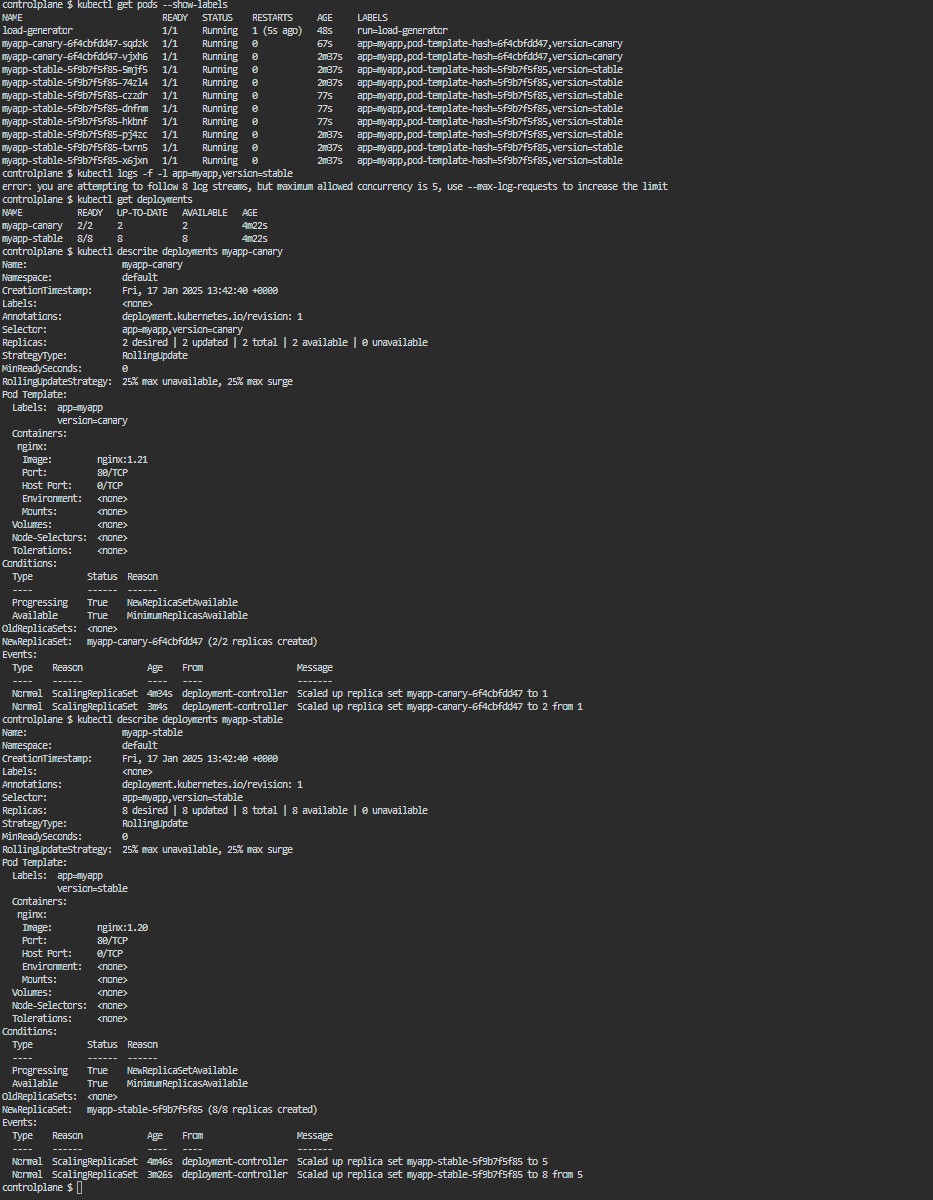 controlplane $ kubectl get pods --show-labels
NAME                            READY   STATUS    RESTARTS     AGE     LABELS
load-generator                  1/1     Running   1 (5s ago)   48s     run=load-generator
myapp-canary-6f4cbfdd47-sqdzk   1/1     Running   0            67s     app=myapp,pod-template-hash=6f4cbfdd47,version=canary
myapp-canary-6f4cbfdd47-vjxh6   1/1     Running   0            2m37s   app=myapp,pod-template-hash=6f4cbfdd47,version=canary
myapp-stable-5f9b7f5f85-5mjf5   1/1     Running   0            2m37s   app=myapp,pod-template-hash=5f9b7f5f85,version=stable
myapp-stable-5f9b7f5f85-74zl4   1/1     Running   0            2m37s   app=myapp,pod-template-hash=5f9b7f5f85,version=stable
myapp-stable-5f9b7f5f85-czzdr   1/1     Running   0            77s     app=myapp,pod-template-hash=5f9b7f5f85,version=stable
myapp-stable-5f9b7f5f85-dnfnm   1/1     Running   0            77s     app=myapp,pod-template-hash=5f9b7f5f85,version=stable
myapp-stable-5f9b7f5f85-hkbnf   1/1     Running   0            77s     app=myapp,pod-template-hash=5f9b7f5f85,version=stable
myapp-stable-5f9b7f5f85-pj4zc   1/1     Running   0            2m37s   app=myapp,pod-template-hash=5f9b7f5f85,version=stable
myapp-stable-5f9b7f5f85-txrn5   1/1     Running   0            2m37s   app=myapp,pod-template-hash=5f9b7f5f85,version=stable
myapp-stable-5f9b7f5f85-x6jxn   1/1     Running   0            2m37s   app=myapp,pod-template-hash=5f9b7f5f85,version=stable
controlplane $ kubectl logs -f -l app=myapp,version=stable
error: you are attempting to follow 8 log streams, but maximum allowed concurrency is 5, use --max-log-requests to increase the limit
controlplane $ kubectl get deployments
NAME           READY   UP-TO-DATE   AVAILABLE   AGE
myapp-canary   2/2     2            2           4m22s
myapp-stable   8/8     8            8           4m22s
controlplane $ kubectl describe deployments myapp-canary
Name:                   myapp-canary
Namespace:              default
CreationTimestamp:      Fri, 17 Jan 2025 13:42:40 +0000
Labels:                 <none>
Annotations:            deployment.kubernetes.io/revision: 1
Selector:               app=myapp,version=canary
Replicas:               2 desired | 2 updated | 2 total | 2 available | 0 unavailable
StrategyType:           RollingUpdate
MinReadySeconds:        0
RollingUpdateStrategy:  25% max unavailable, 25% max surge
Pod Template:
  Labels:  app=myapp
           version=canary
  Containers:
   nginx:
    Image:         nginx:1.21
    Port:          80/TCP
    Host Port:     0/TCP
    Environment:   <none>
    Mounts:        <none>
  Volumes:         <none>
  Node-Selectors:  <none>
  Tolerations:     <none>
Conditions:
  Type           Status  Reason
  ----           ------  ------
  Progressing    True    NewReplicaSetAvailable
  Available      True    MinimumReplicasAvailable
OldReplicaSets:  <none>
NewReplicaSet:   myapp-canary-6f4cbfdd47 (2/2 replicas created)
Events:
  Type    Reason             Age    From                   Message
  ----    ------             ----   ----                   -------
  Normal  ScalingReplicaSet  4m34s  deployment-controller  Scaled up replica set myapp-canary-6f4cbfdd47 to 1
  Normal  ScalingReplicaSet  3m4s   deployment-controller  Scaled up replica set myapp-canary-6f4cbfdd47 to 2 from 1
controlplane $ kubectl describe deployments myapp-stable
Name:                   myapp-stable
Namespace:              default
CreationTimestamp:      Fri, 17 Jan 2025 13:42:40 +0000
Labels:                 <none>
Annotations:            deployment.kubernetes.io/revision: 1
Selector:               app=myapp,version=stable
Replicas:               8 desired | 8 updated | 8 total | 8 available | 0 unavailable
StrategyType:           RollingUpdate
MinReadySeconds:        0
RollingUpdateStrategy:  25% max unavailable, 25% max surge
Pod Template:
  Labels:  app=myapp
           version=stable
  Containers:
   nginx:
    Image:         nginx:1.20
    Port:          80/TCP
    Host Port:     0/TCP
    Environment:   <none>
    Mounts:        <none>
  Volumes:         <none>
  Node-Selectors:  <none>
  Tolerations:     <none>
Conditions:
  Type           Status  Reason
  ----           ------  ------
  Progressing    True    NewReplicaSetAvailable
  Available      True    MinimumReplicasAvailable
OldReplicaSets:  <none>
NewReplicaSet:   myapp-stable-5f9b7f5f85 (8/8 replicas created)
Events:
  Type    Reason             Age    From                   Message
  ----    ------             ----   ----                   -------
  Normal  ScalingReplicaSet  4m46s  deployment-controller  Scaled up replica set myapp-stable-5f9b7f5f85 to 5
  Normal  ScalingReplicaSet  3m26s  deployment-controller  Scaled up replica set myapp-stable-5f9b7f5f85 to 8 from 5
controlplane $